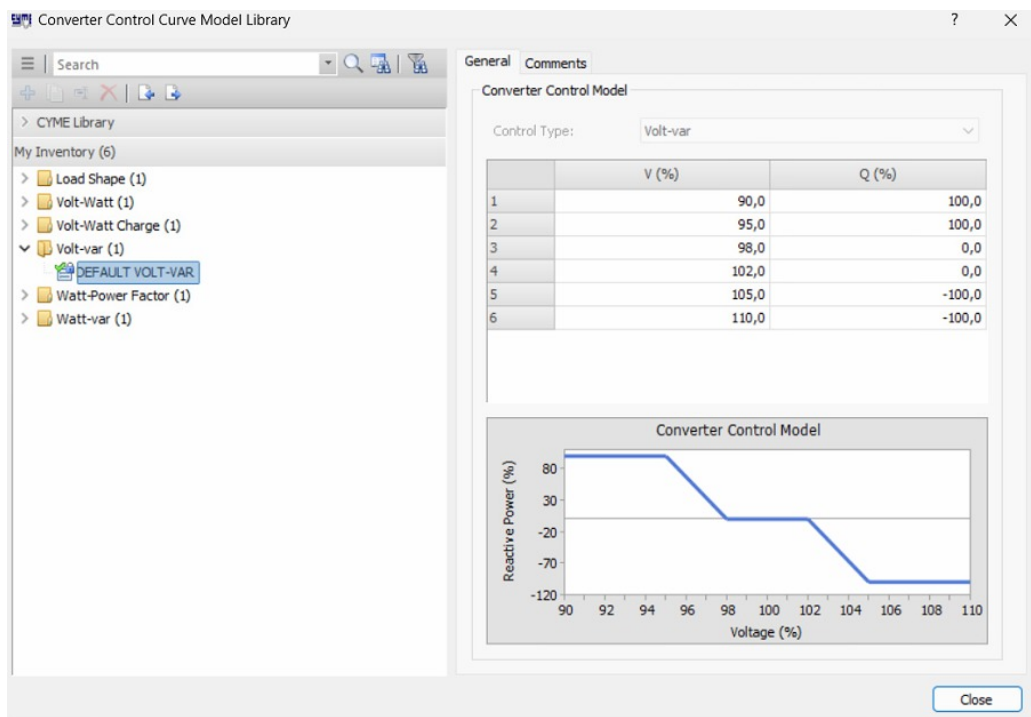 Converter Control Curve Model Library
?
Search
CYME Library
My Inventory (6)
Load Shape (1)
Volt-Watt (1)
Volt-Watt Charge (1)
Volt-var (1)
DEFAULT VOLT-VAR
Watt-Power Factor (1)
Watt-var (1)
General Comments
Converter Control Model
Control Type: Volt-var
V (%) Q (%)
1 90,0 100,0
2 95,0 100,0
3 98,0 0,0
4 102,0 0,0
5 105,0 -100,0
6 110,0 -100,0
Converter Control Model
Reactive Power (%)
80
30
-20
-70
-120
90 92 94 96 98 100 102 104 106 108 110
Voltage (%)
Close